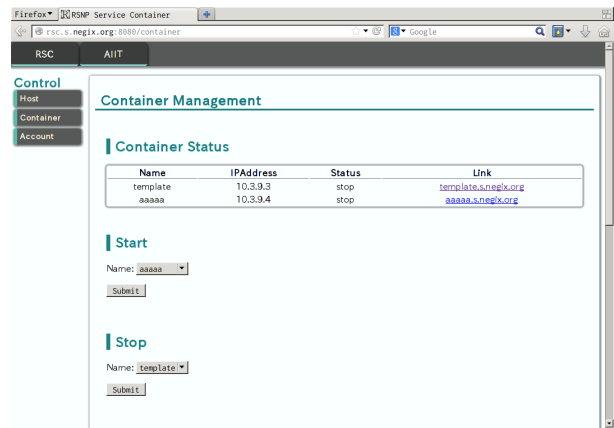 Firefox RSNP Service Container
rsc.s.negix.org:8080/container Google
RSC AIIT
Control
Host
Container
Account
Container Management
Container Status
Name IPAddress Status Link
template 10.3.9.3 stop template.s.negix.org
aaaaa 10.3.9.4 stop aaaaa.s.negix.org
Start
Name: aaaaa
Submit
Stop
Name: template
Submit